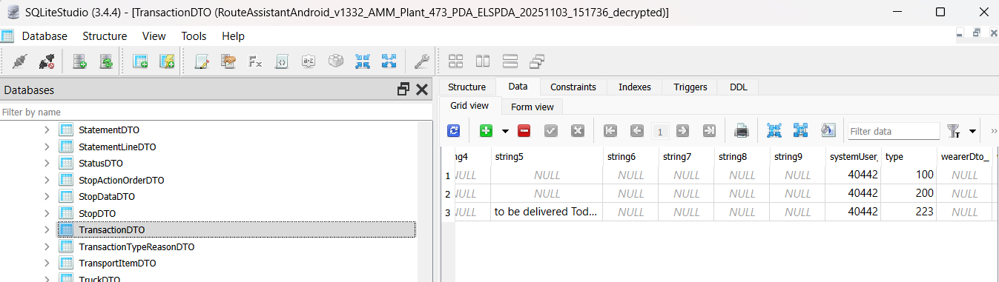 SQLiteStudio (3.4.4) - [TransactionDTO (RouteAssistantAndroid_v1332_AMM_Plant_473_PDA_ELSPDA_20251103_151736_decrypted)]
Database Structure View Tools Help
Databases
Filter by name
StatementDTO
StatementLineDTO
StatusDTO
StopActionOrderDTO
StopDataDTO
StopDTO
TransactionDTO
TransactionTypeReasonDTO
TransportItemDTO
TruckDTO
Structure Data Constraints Indexes Triggers DDL
Grid view Form view
1 Filter data
ng4 string5 string6 string7 string8 string9 systemUser_ type wearerDto_
1 NULL NULL NULL NULL NULL NULL 40442 100 NULL
2 NULL NULL NULL NULL NULL NULL 40442 200 NULL
3 NULL to be delivered Tod... NULL NULL NULL NULL 40442 223 NULL